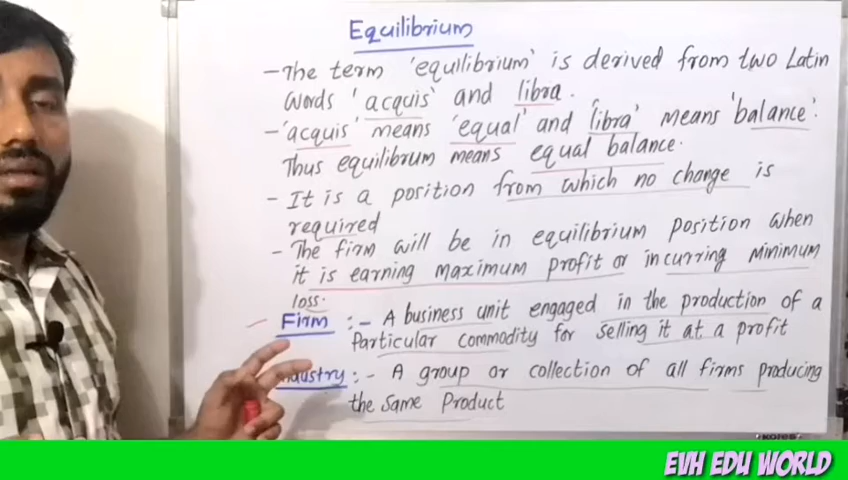 Equilibrium
- The term 'equilibrium' is derived from two Latin
words 'acquis' and libra.
- 'acquis' means 'equal' and 'libra' means 'balance'.
Thus equilibrum means equal balance.
- It is a position from which no change is
required
- The firm will be in equilibrium position when
it is earning maximum profit or incurring minimum
loss.
Firm :- A business unit engaged in the production of a
Particular commodity for selling it at a profit
Industry :- A group or collection of all firms producing
the same Product
KORES
EVH EDU WORLD